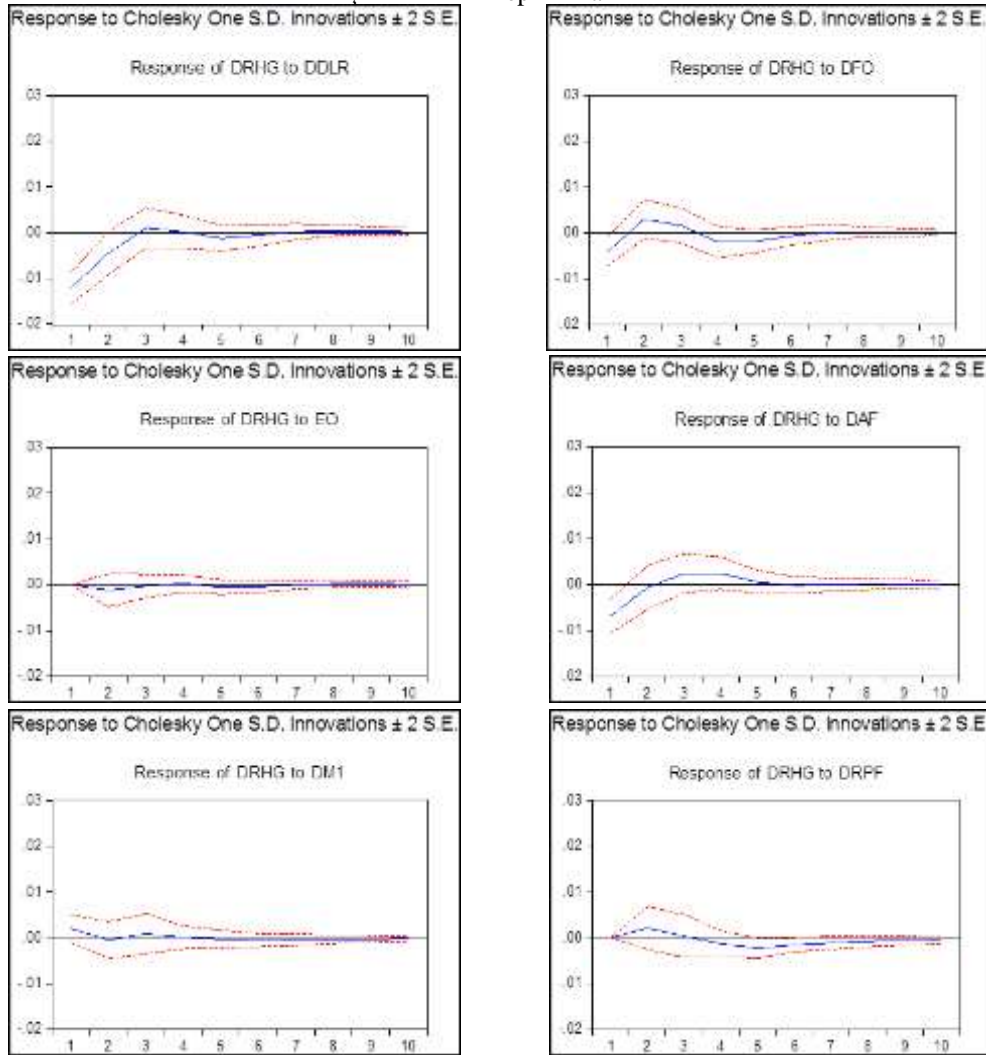 Response to Cholesky One S.D. Innovations ± 2 S.E.
Response of DRHG to DDLR
.03
.02
.01
.00
-.01
-.02
1 2 3 4 5 6 7 8 9 10
Response to Cholesky One S.D. Innovations ± 2 S.E.
Response of DRHG to DFO
.03
.02
.01
.00
-.01
-.02
1 2 3 4 5 6 7 8 9 10
Response to Cholesky One S.D. Innovations ± 2 S.E.
Response of DRHG to EO
.03
.02
.01
.00
-.01
-.02
1 2 3 4 5 6 7 8 9 10
Response to Cholesky One S.D. Innovations ± 2 S.E.
Response of DRHG to DAF
.03
.02
.01
.00
-.01
-.02
1 2 3 4 5 6 7 8 9 10
Response to Cholesky One S.D. Innovations ± 2 S.E.
Response of DRHG to DM1
.03
.02
.01
.00
-.01
-.02
1 2 3 4 5 6 7 8 9 10
Response to Cholesky One S.D. Innovations ± 2 S.E.
Response of DRHG to DRPF
.03
.02
.01
.00
-.01
-.02
1 2 3 4 5 6 7 8 9 10